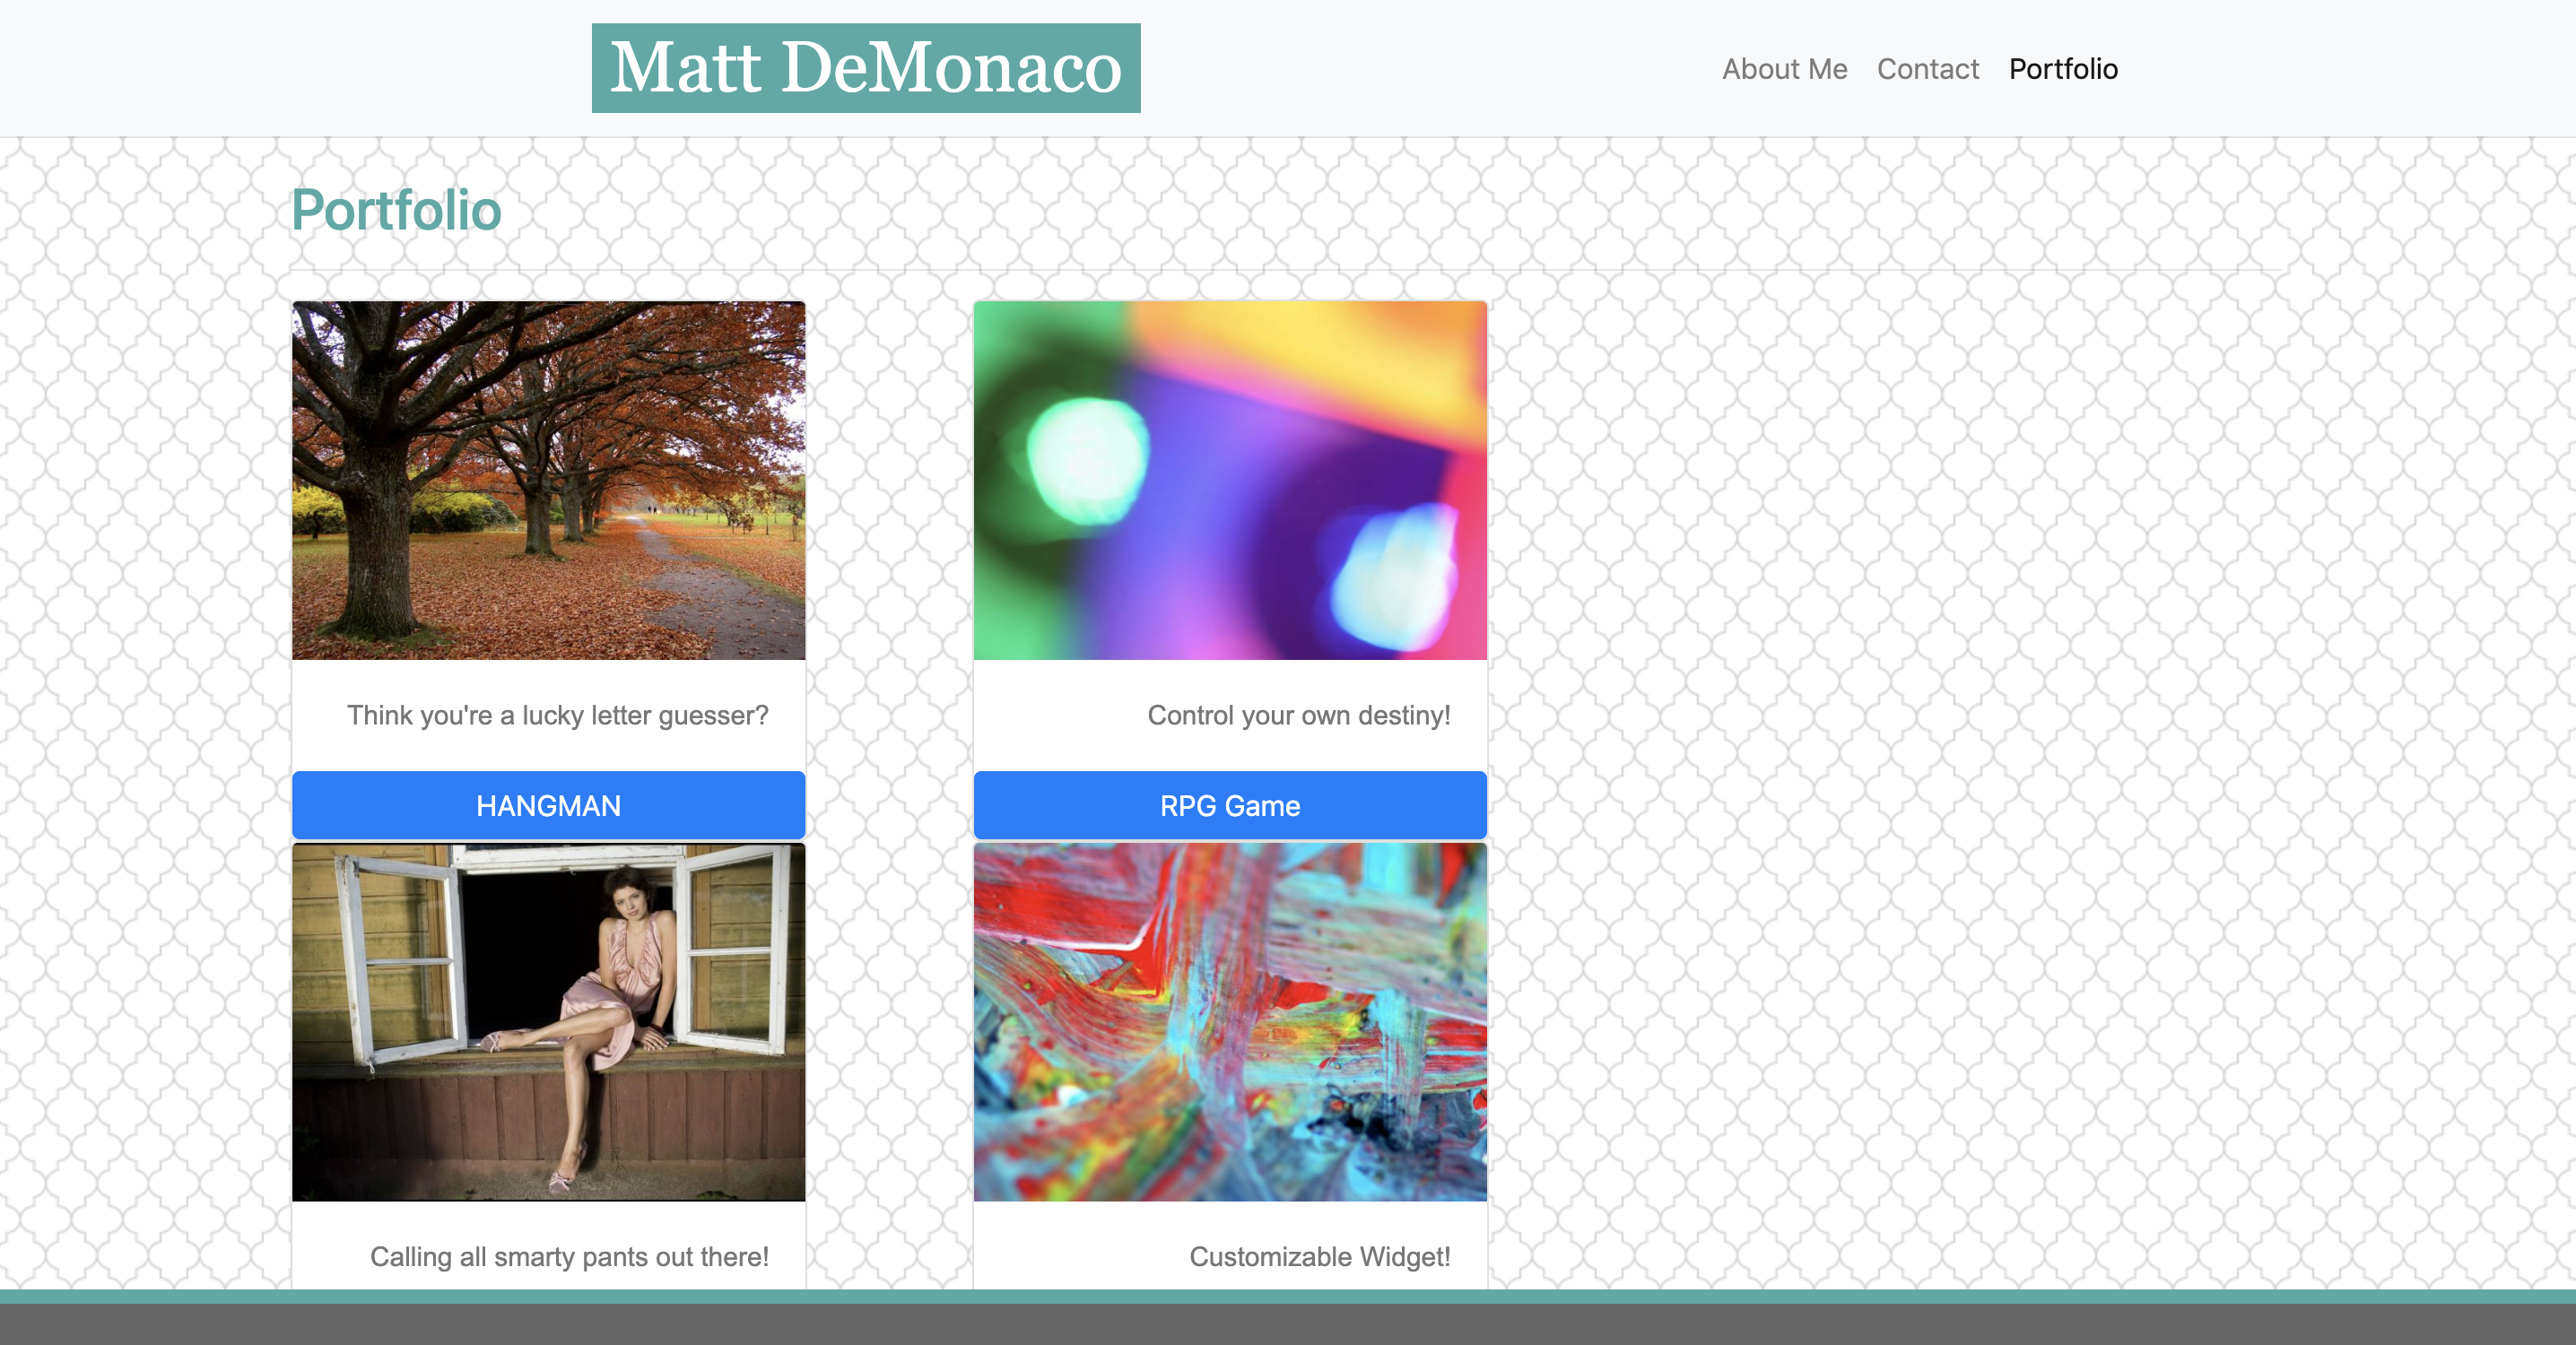 Matt DeMonaco
About Me Contact Portfolio
Portfolio
Think you're a lucky letter guesser?
HANGMAN
Control your own destiny!
RPG Game
Calling all smarty pants out there!
Customizable Widget!